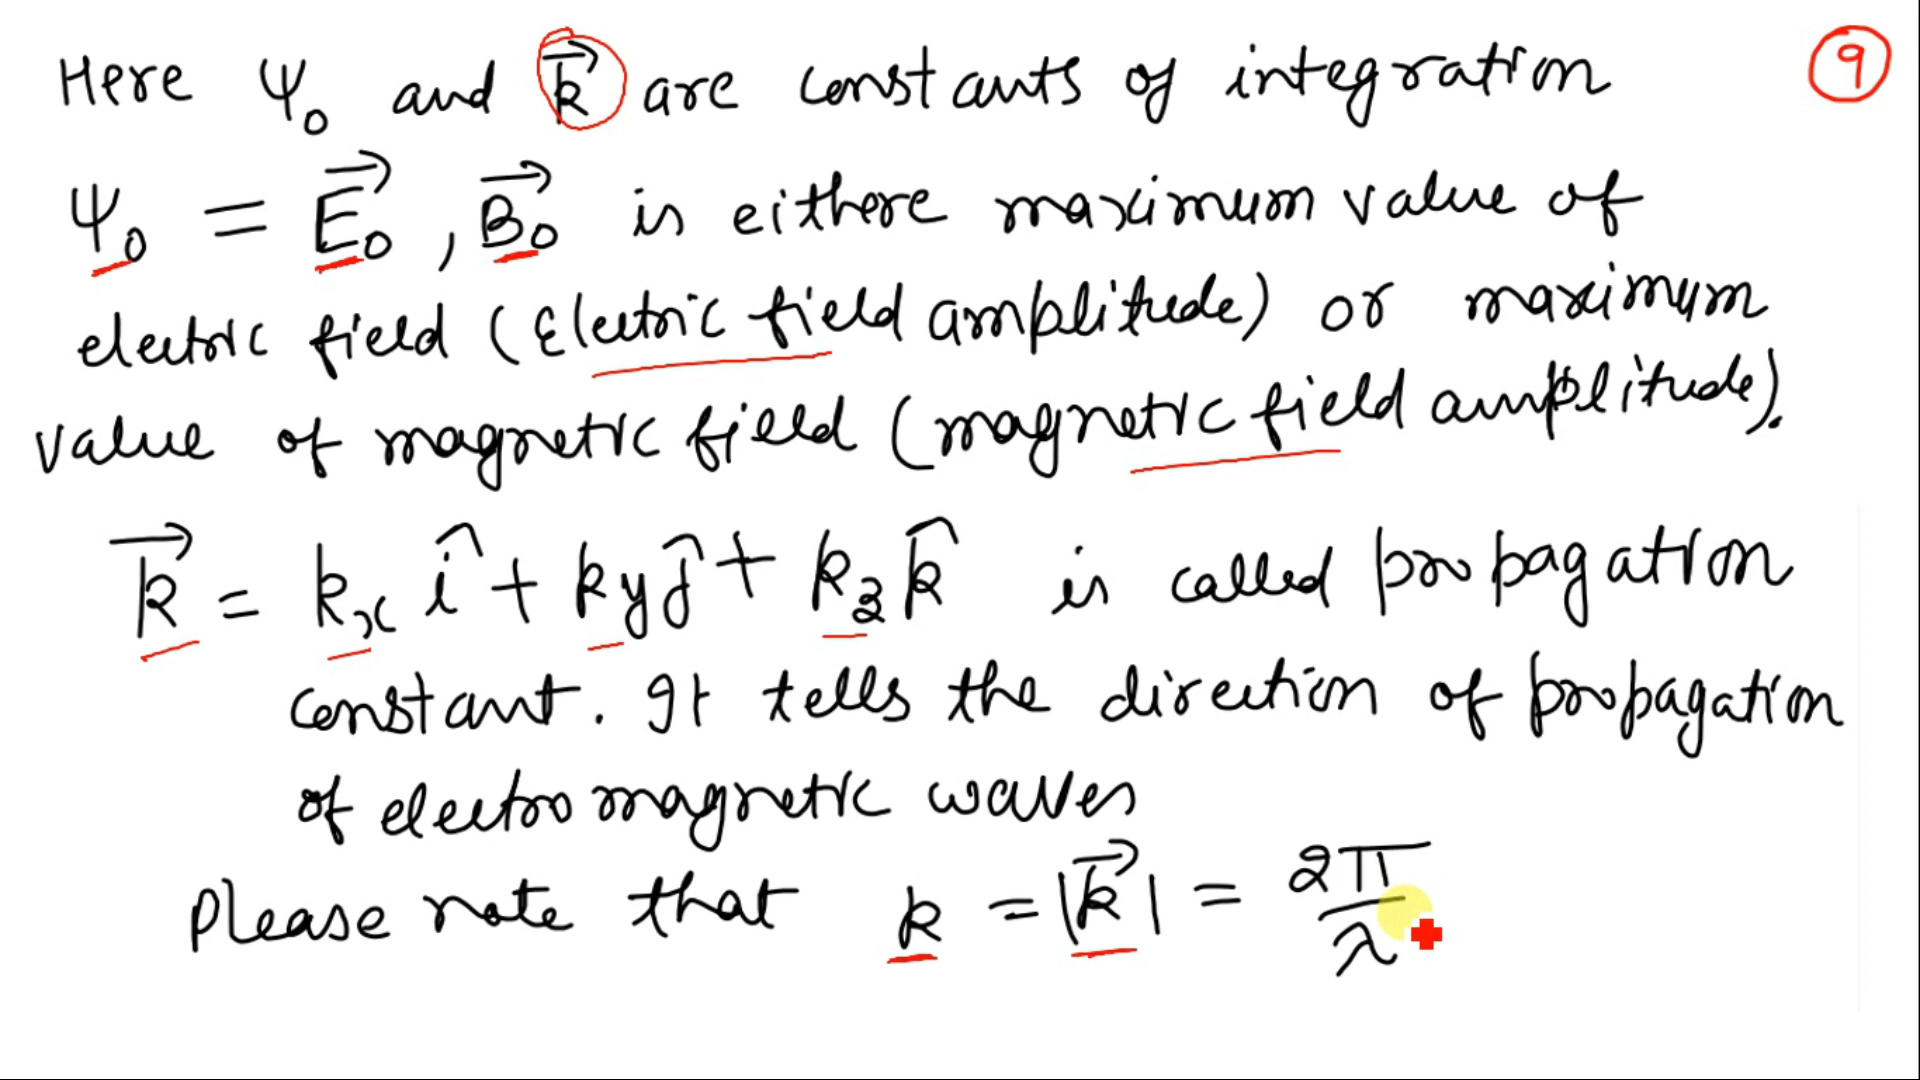 Here ψ₀ and k⃗ are constants of integration
9
ψ₀ = E⃗₀, B⃗₀ is eithere maximum value of
electric field (Electric field amplitude) or maximum
value of magnetic field (magnetic field amplitude).
k⃗ = kₓ î + ky ĵ + kz k̂ is called propagation
constant. It tells the direction of propagation
of electromagnetic waves
Please note that k = |k⃗| = 2π/λ